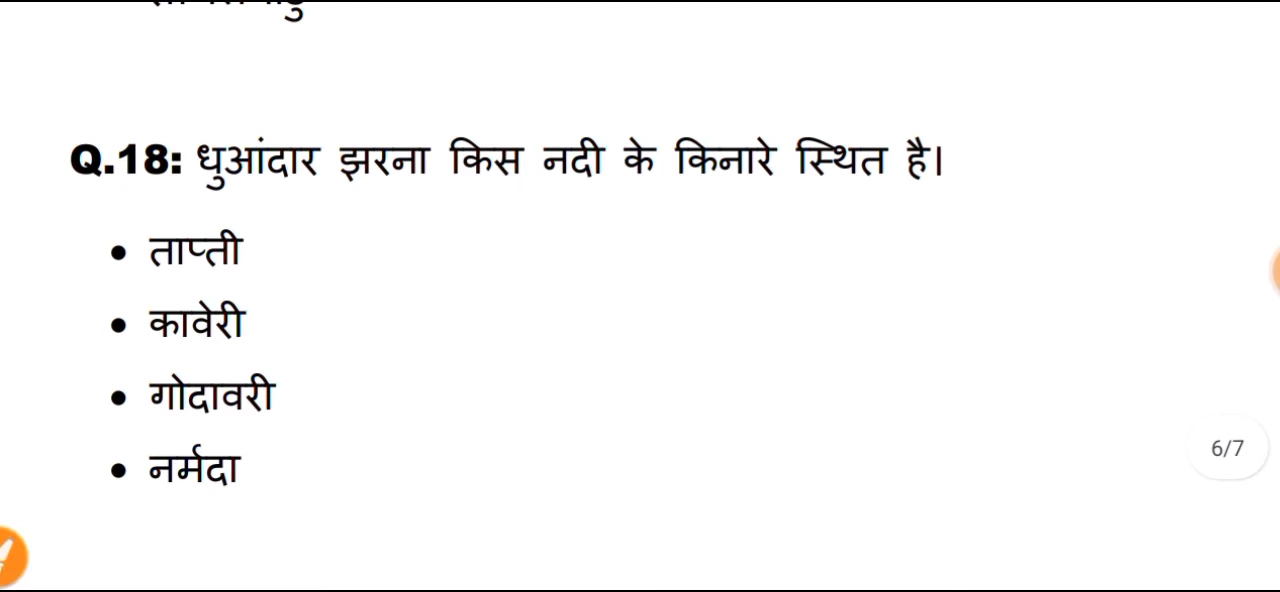 Q.18: धुआंदार झरना किस नदी के किनारे स्थित है।
• ताप्ती
• कावेरी
• गोदावरी
• नर्मदा
6/7